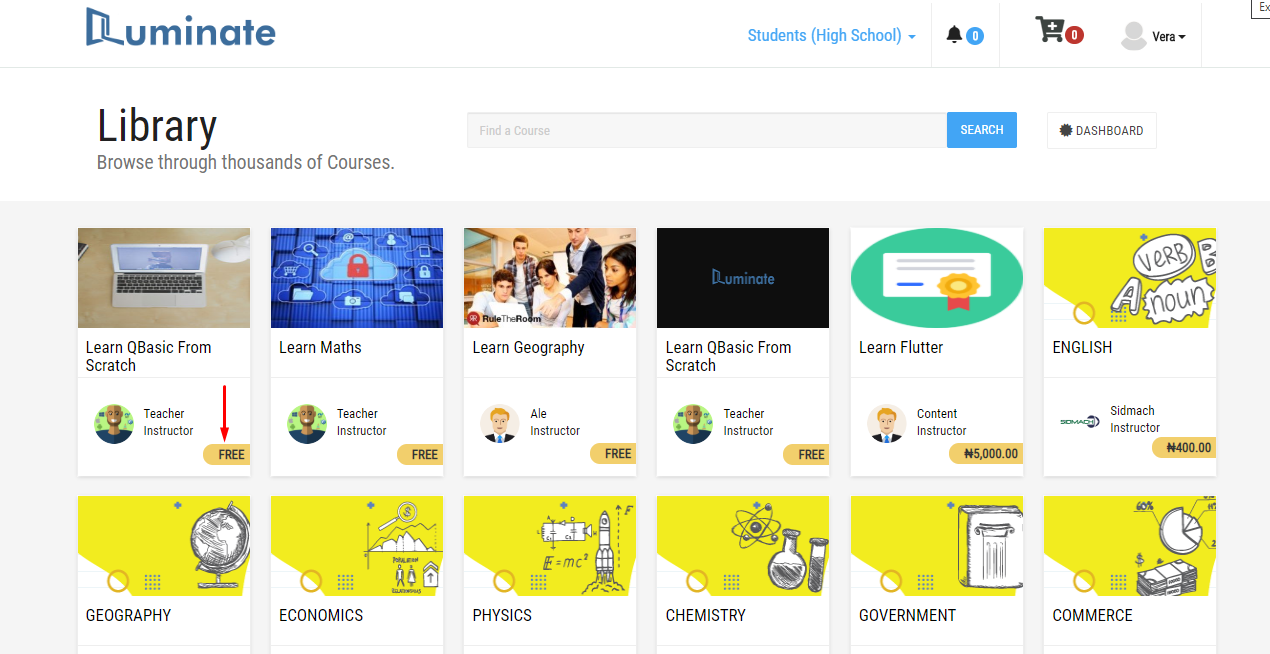 Ex
Luminate
Students (High School)
0
0
Vera
Library
Browse through thousands of Courses.
Find a Course
SEARCH
DASHBOARD
RuleTheRoom
Luminate
VERB
A
noun
B
Learn QBasic From
Scratch
Learn Maths
Learn Geography
Learn QBasic From
Scratch
Learn Flutter
ENGLISH
Teacher
Instructor
FREE
Teacher
Instructor
FREE
Ale
Instructor
FREE
Teacher
Instructor
FREE
Content
Instructor
₦5,000.00
SIDMACH
Sidmach
Instructor
₦400.00
$
POPULATION
RELATIONSHIPS
F
E=mc²
60%
$
GEOGRAPHY
ECONOMICS
PHYSICS
CHEMISTRY
GOVERNMENT
COMMERCE